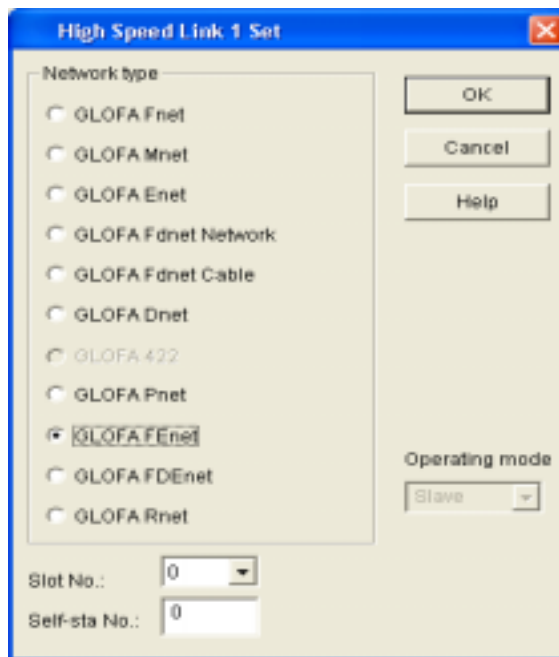 High Speed Link 1 Set
Network type
GLOFA Fnet
GLOFA Mnet
GLOFA Enet
GLOFA Fdnet Network
GLOFA Fdnet Cable
GLOFA Dnet
GLOFA 422
GLOFA Pnet
GLOFA FEnet
GLOFA FDEnet
GLOFA Rnet
OK
Cancel
Help
Operating mode
Slave
Slot No.: 0
Self-sta No.: 0